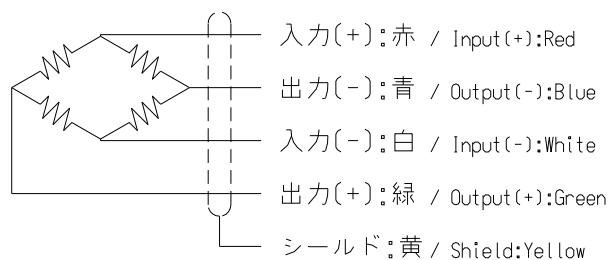 入力(+):赤 / Input(+):Red
出力(-):青 / Output(-):Blue
入力(-):白 / Input(-):White
出力(+):緑 / Output(+):Green
シールド:黄 / Shield:Yellow